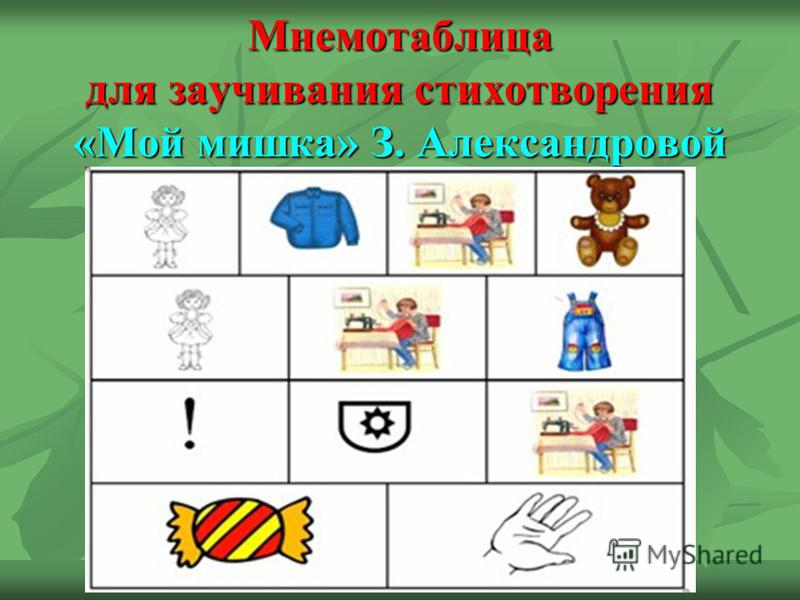 Мнемотаблица
для заучивания стихотворения
«Мой мишка» З. Александровой
!
MyShared